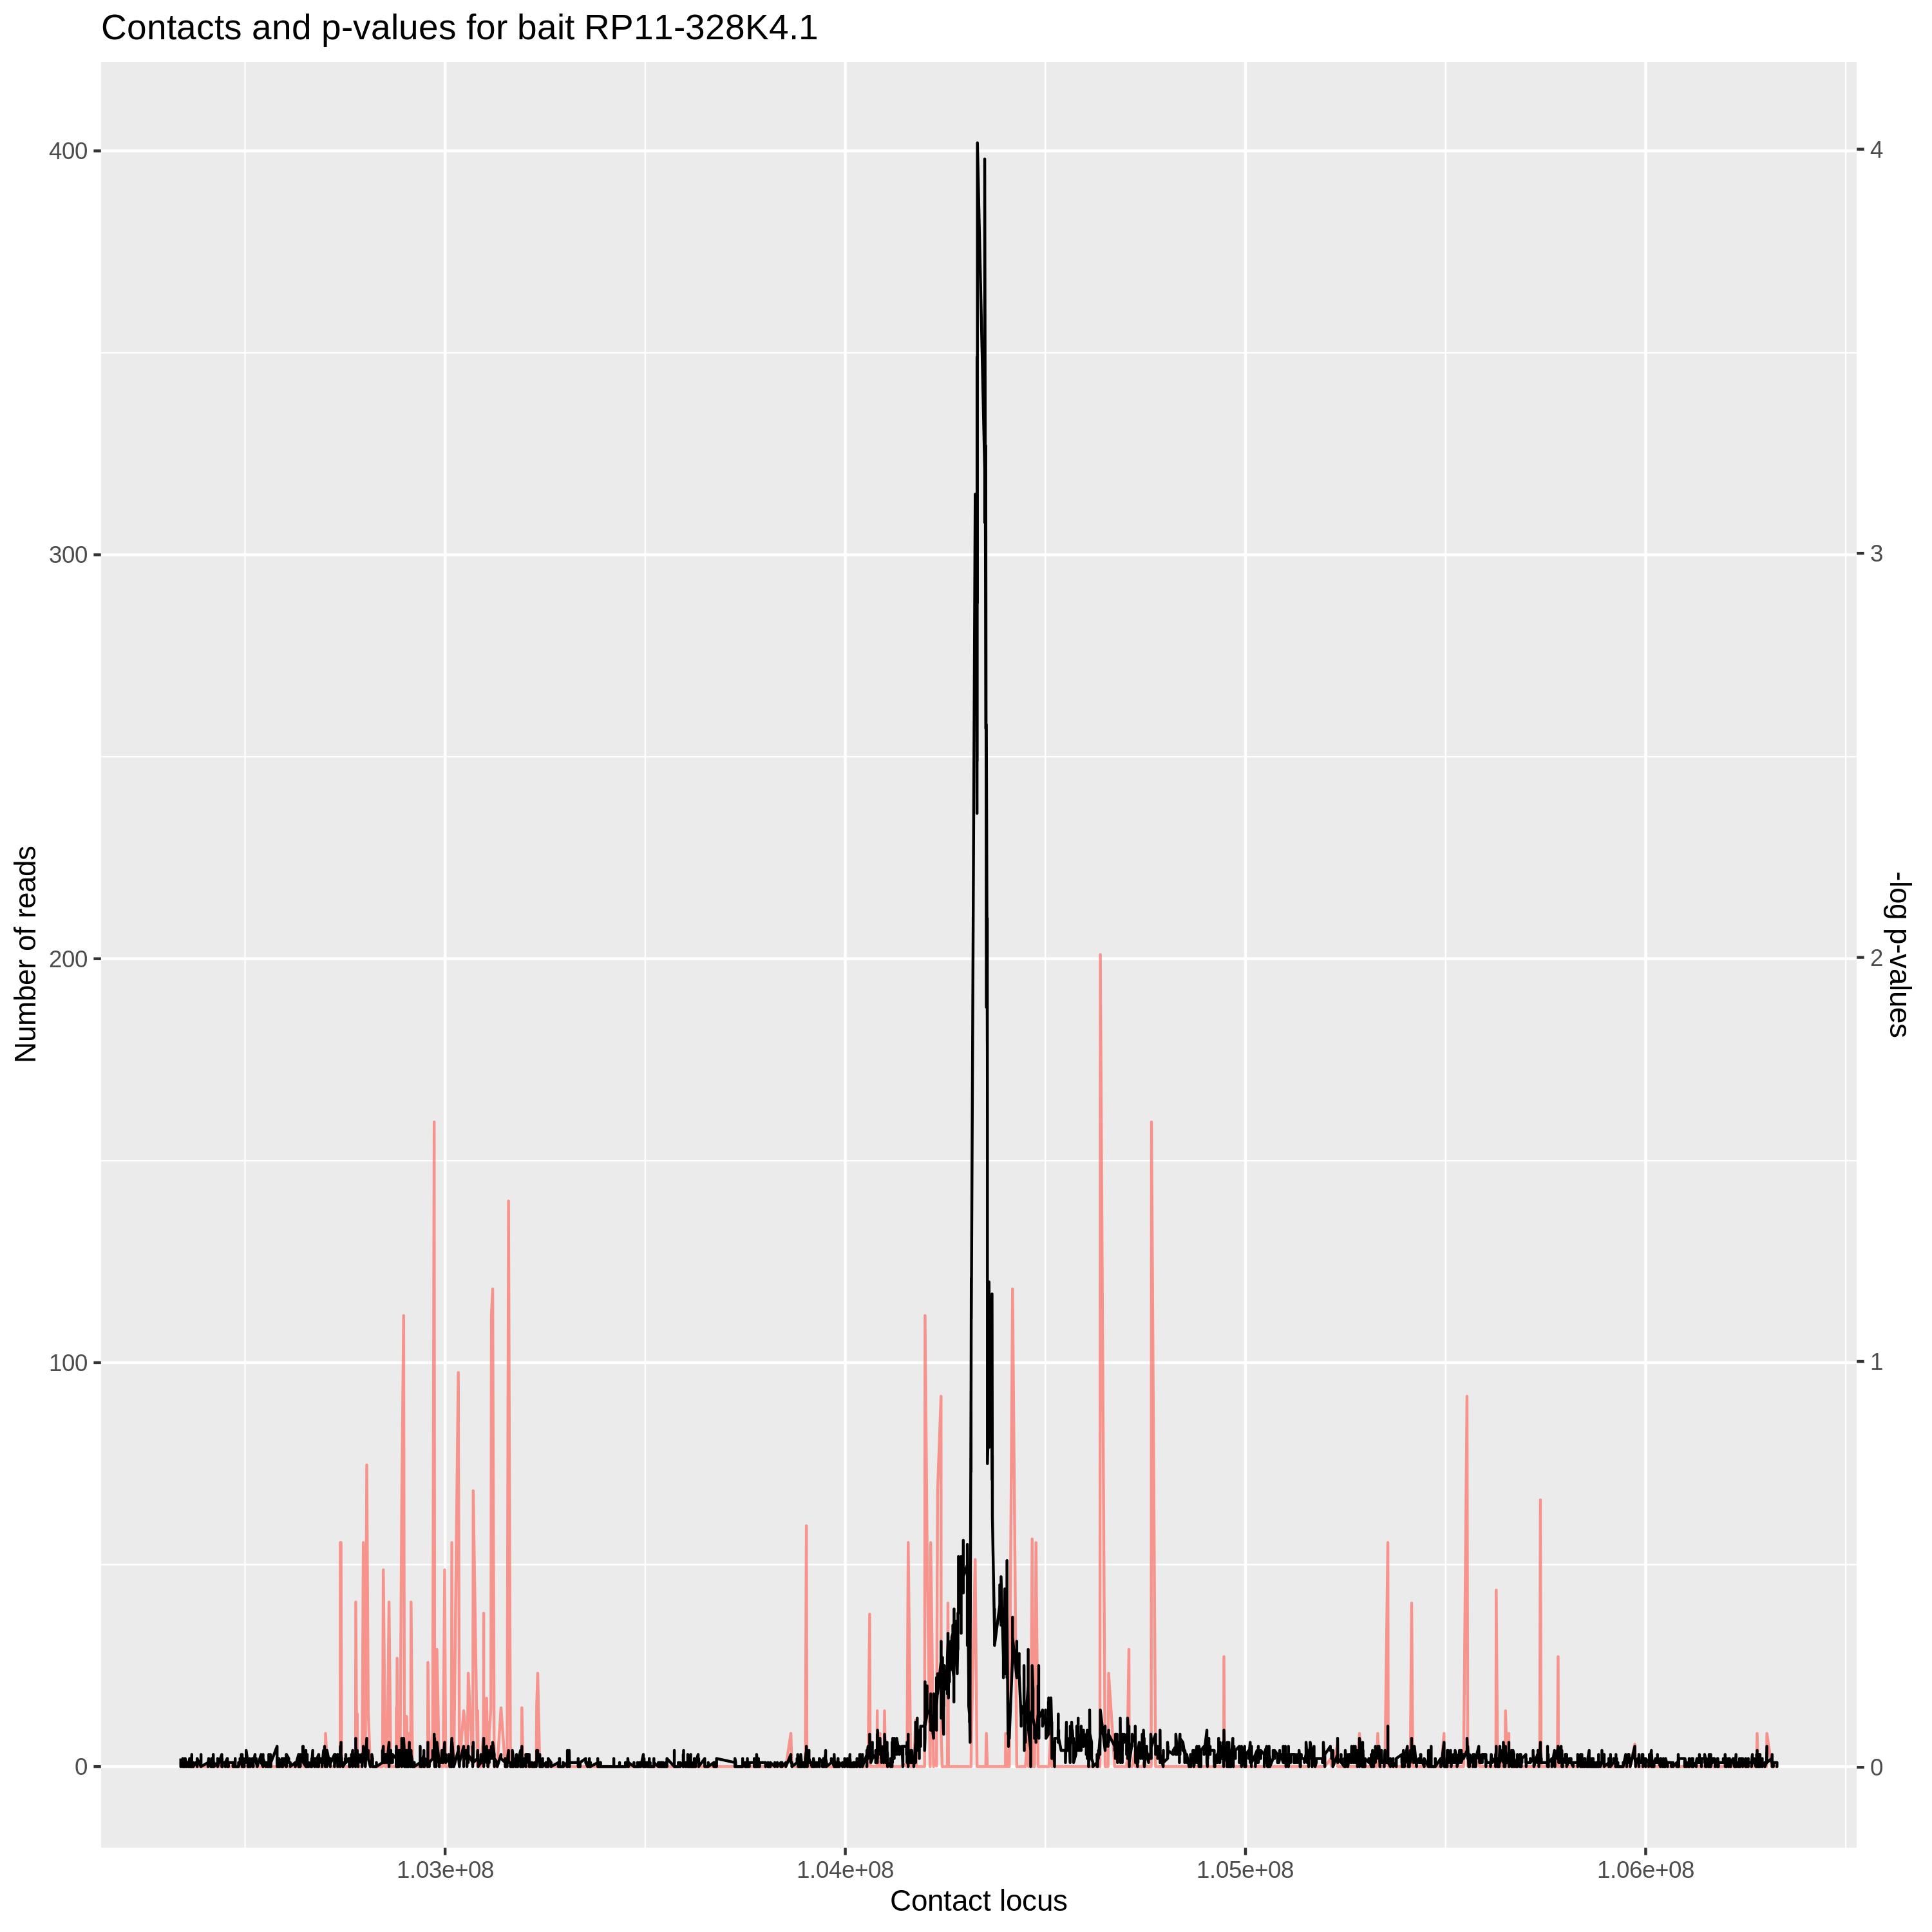 Contacts and p-values for bait RP11-328K4.1
400
300
200
100
0
Number of reads
4
3
2
1
0
-log p-values
1.03e+08
1.04e+08
1.05e+08
1.06e+08
Contact locus